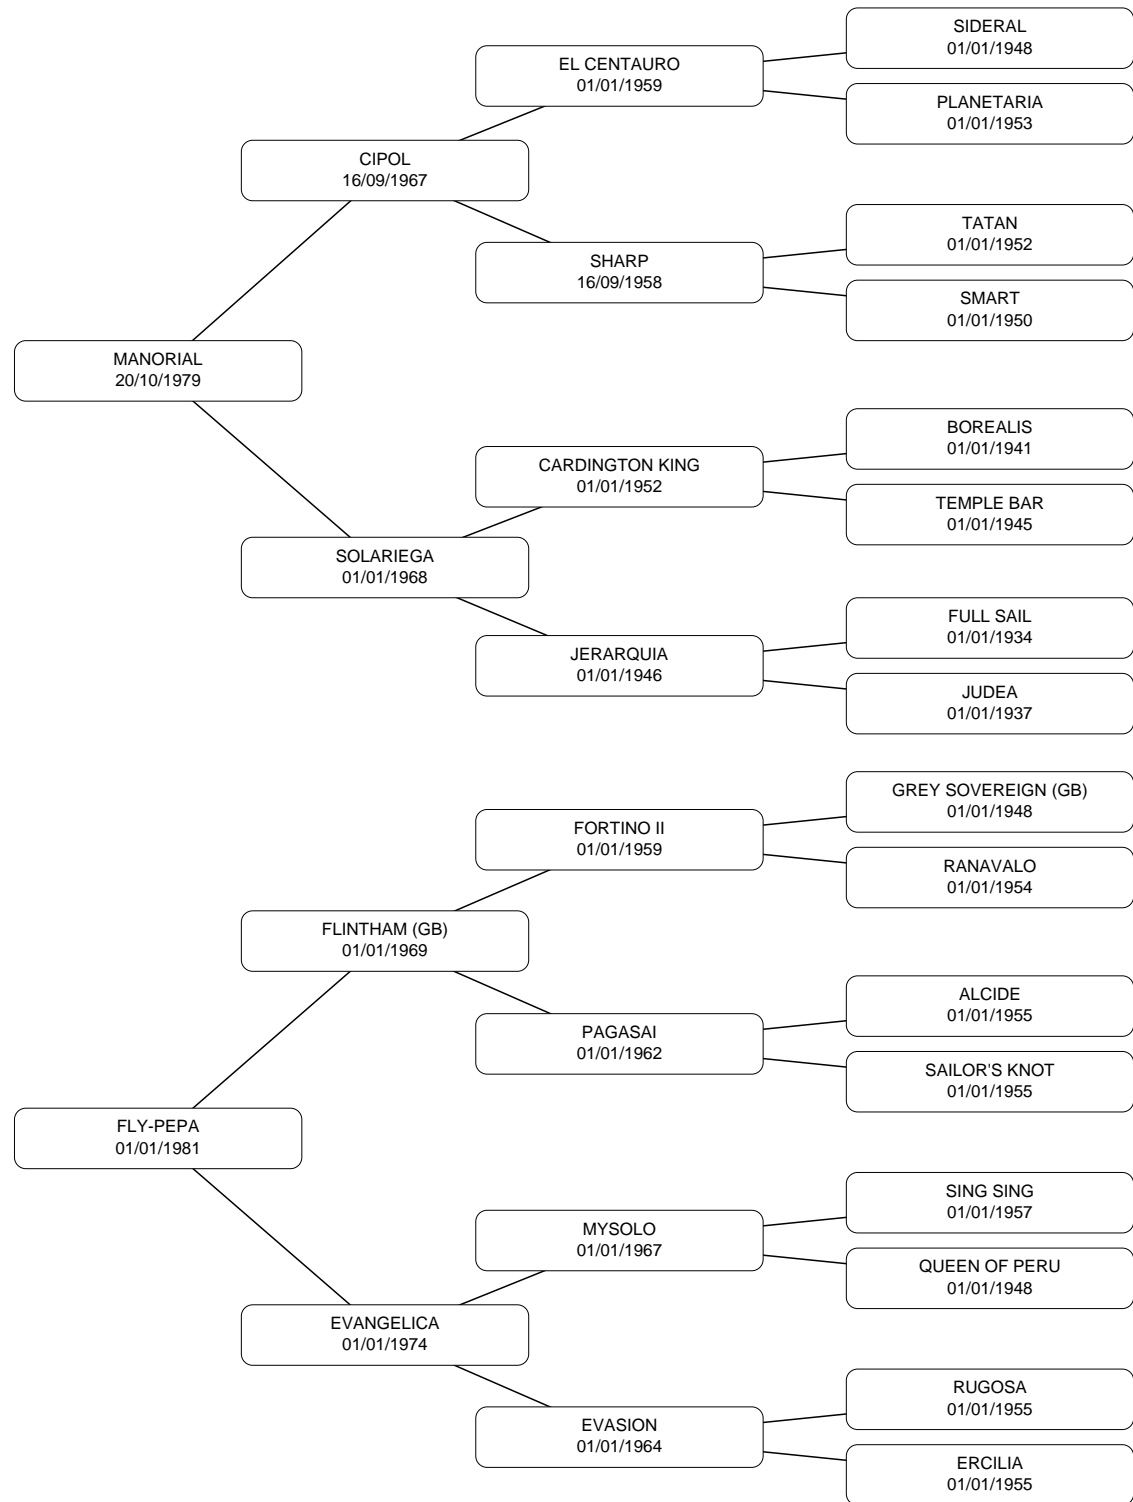 SIDERAL
01/01/1948
EL CENTAURO
01/01/1959
PLANETARIA
01/01/1953
CIPOL
16/09/1967
TATAN
01/01/1952
SHARP
16/09/1958
SMART
01/01/1950
MANORIAL
20/10/1979
BOREALIS
01/01/1941
CARDINGTON KING
01/01/1952
TEMPLE BAR
01/01/1945
SOLARIEGA
01/01/1968
FULL SAIL
01/01/1934
JERARQUIA
01/01/1946
JUDEA
01/01/1937
GREY SOVEREIGN (GB)
01/01/1948
FORTINO II
01/01/1959
RANAVALO
01/01/1954
FLINTHAM (GB)
01/01/1969
ALCIDE
01/01/1955
PAGASAI
01/01/1962
SAILOR'S KNOT
01/01/1955
FLY-PEPA
01/01/1981
SING SING
01/01/1957
MYSOLO
01/01/1967
QUEEN OF PERU
01/01/1948
EVANGELICA
01/01/1974
RUGOSA
01/01/1955
EVASION
01/01/1964
ERCILIA
01/01/1955